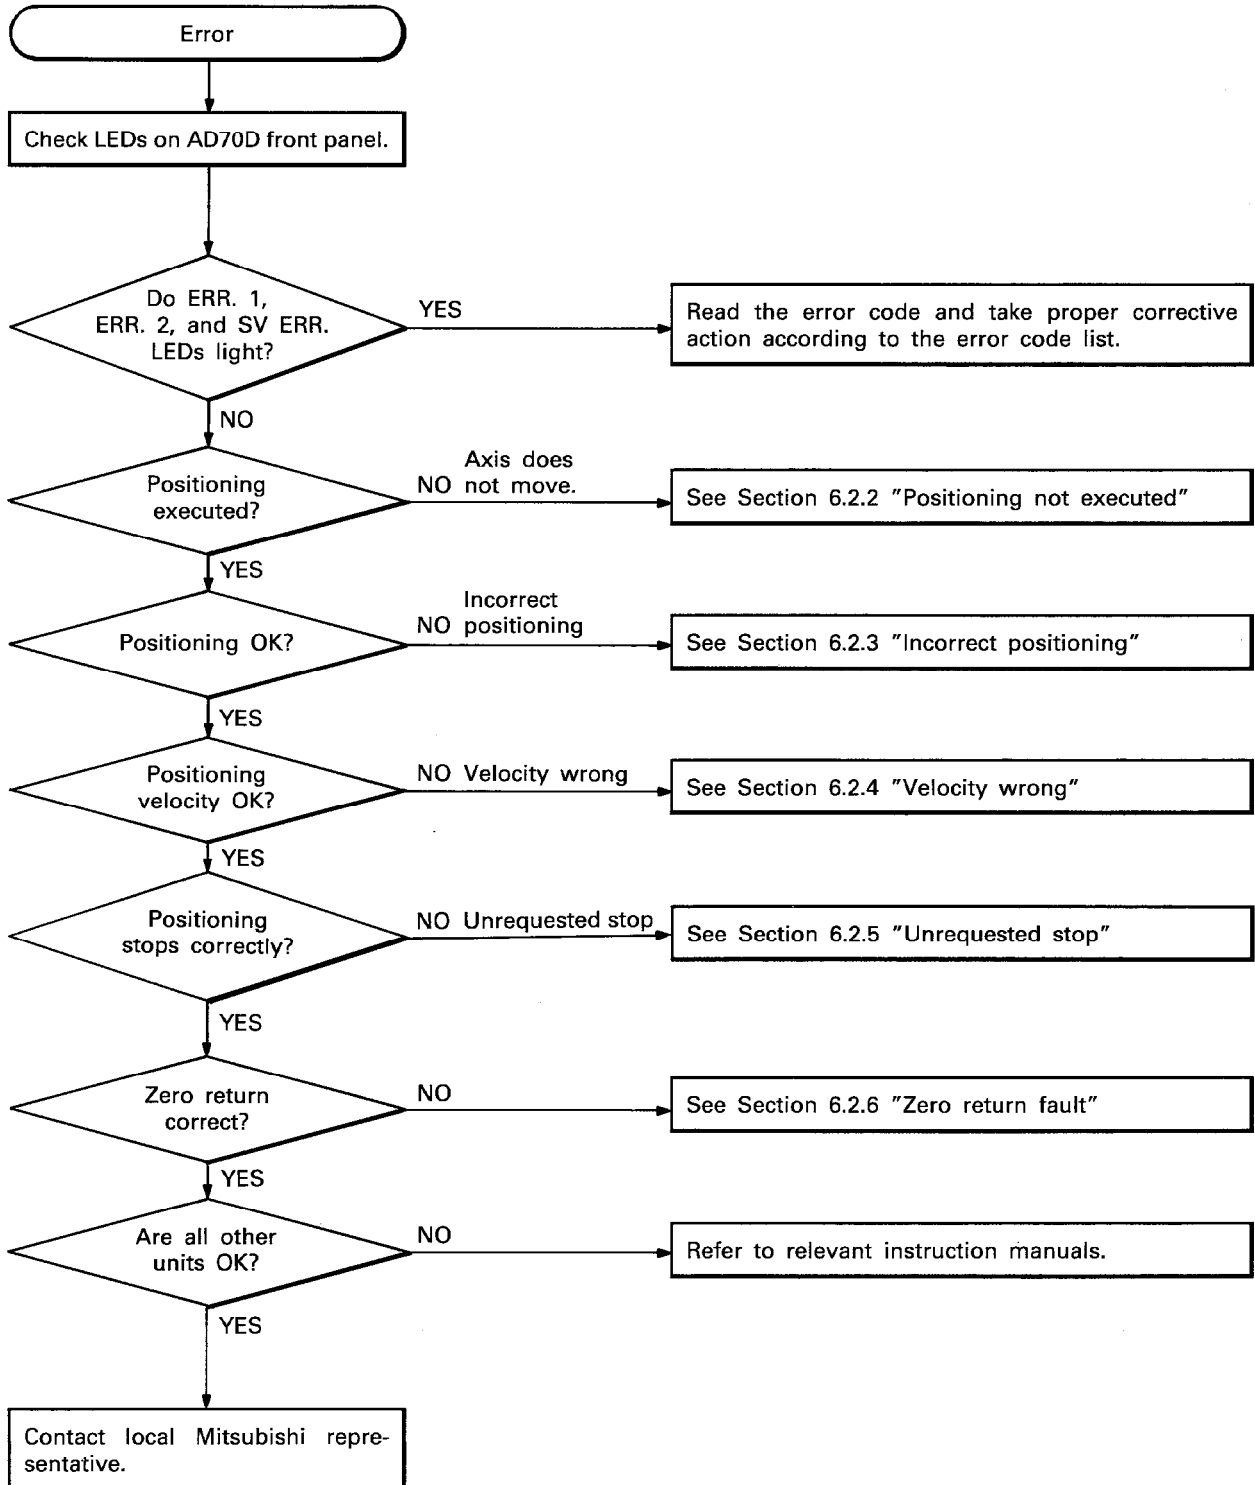 Error
Check LEDs on AD70D front panel.
Do ERR. 1,
ERR. 2, and SV ERR.
LEDs light?
YES
Read the error code and take proper corrective
action according to the error code list.
NO
Positioning
executed?
Axis does
NO not move.
See Section 6.2.2 "Positioning not executed"
YES
Positioning OK?
Incorrect
NO positioning
See Section 6.2.3 "Incorrect positioning"
YES
Positioning
velocity OK?
NO Velocity wrong
See Section 6.2.4 "Velocity wrong"
YES
Positioning
stops correctly?
NO Unrequested stop
See Section 6.2.5 "Unrequested stop"
YES
Zero return
correct?
NO
See Section 6.2.6 "Zero return fault"
YES
Are all other
units OK?
NO
Refer to relevant instruction manuals.
YES
Contact local Mitsubishi repre-
sentative.